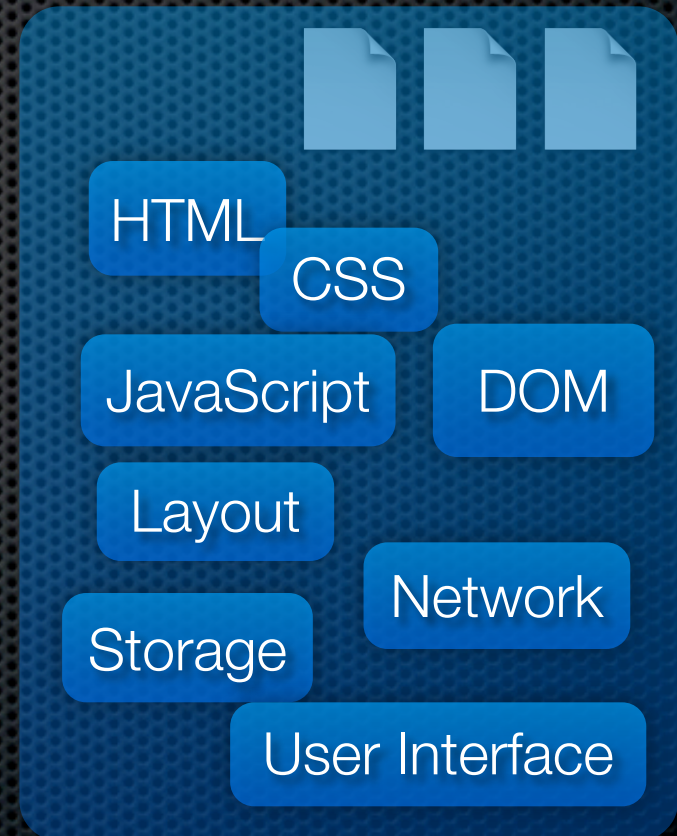 HTML
CSS
JavaScript
DOM
Layout
Network
Storage
User Interface